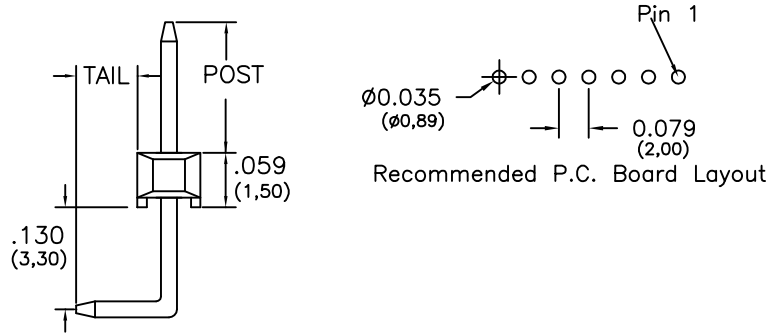 TAIL
POST
.059
(1,50)
.130
(3,30)
Pin 1
Ø0.035
(Ø0,89)
0.079
(2,00)
Recommended P.C. Board Layout